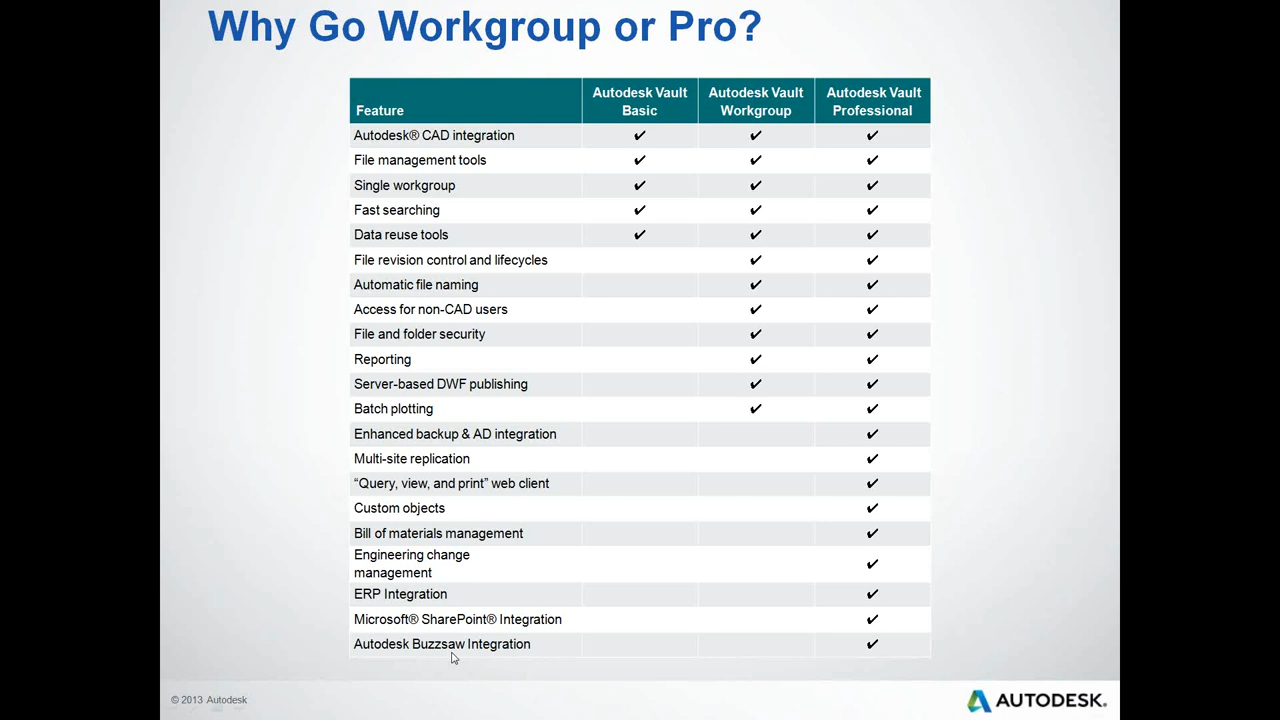 Why Go Workgroup or Pro?
Feature Autodesk Vault Basic Autodesk Vault Workgroup Autodesk Vault Professional
Autodesk® CAD integration ✔ ✔ ✔
File management tools ✔ ✔ ✔
Single workgroup ✔ ✔ ✔
Fast searching ✔ ✔ ✔
Data reuse tools ✔ ✔ ✔
File revision control and lifecycles ✔ ✔
Automatic file naming ✔ ✔
Access for non-CAD users ✔ ✔
File and folder security ✔ ✔
Reporting ✔ ✔
Server-based DWF publishing ✔ ✔
Batch plotting ✔ ✔
Enhanced backup & AD integration ✔
Multi-site replication ✔
“Query, view, and print” web client ✔
Custom objects ✔
Bill of materials management ✔
Engineering change
management ✔
ERP Integration ✔
Microsoft® SharePoint® Integration ✔
Autodesk Buzzsaw Integration ✔
© 2013 Autodesk
AUTODESK.